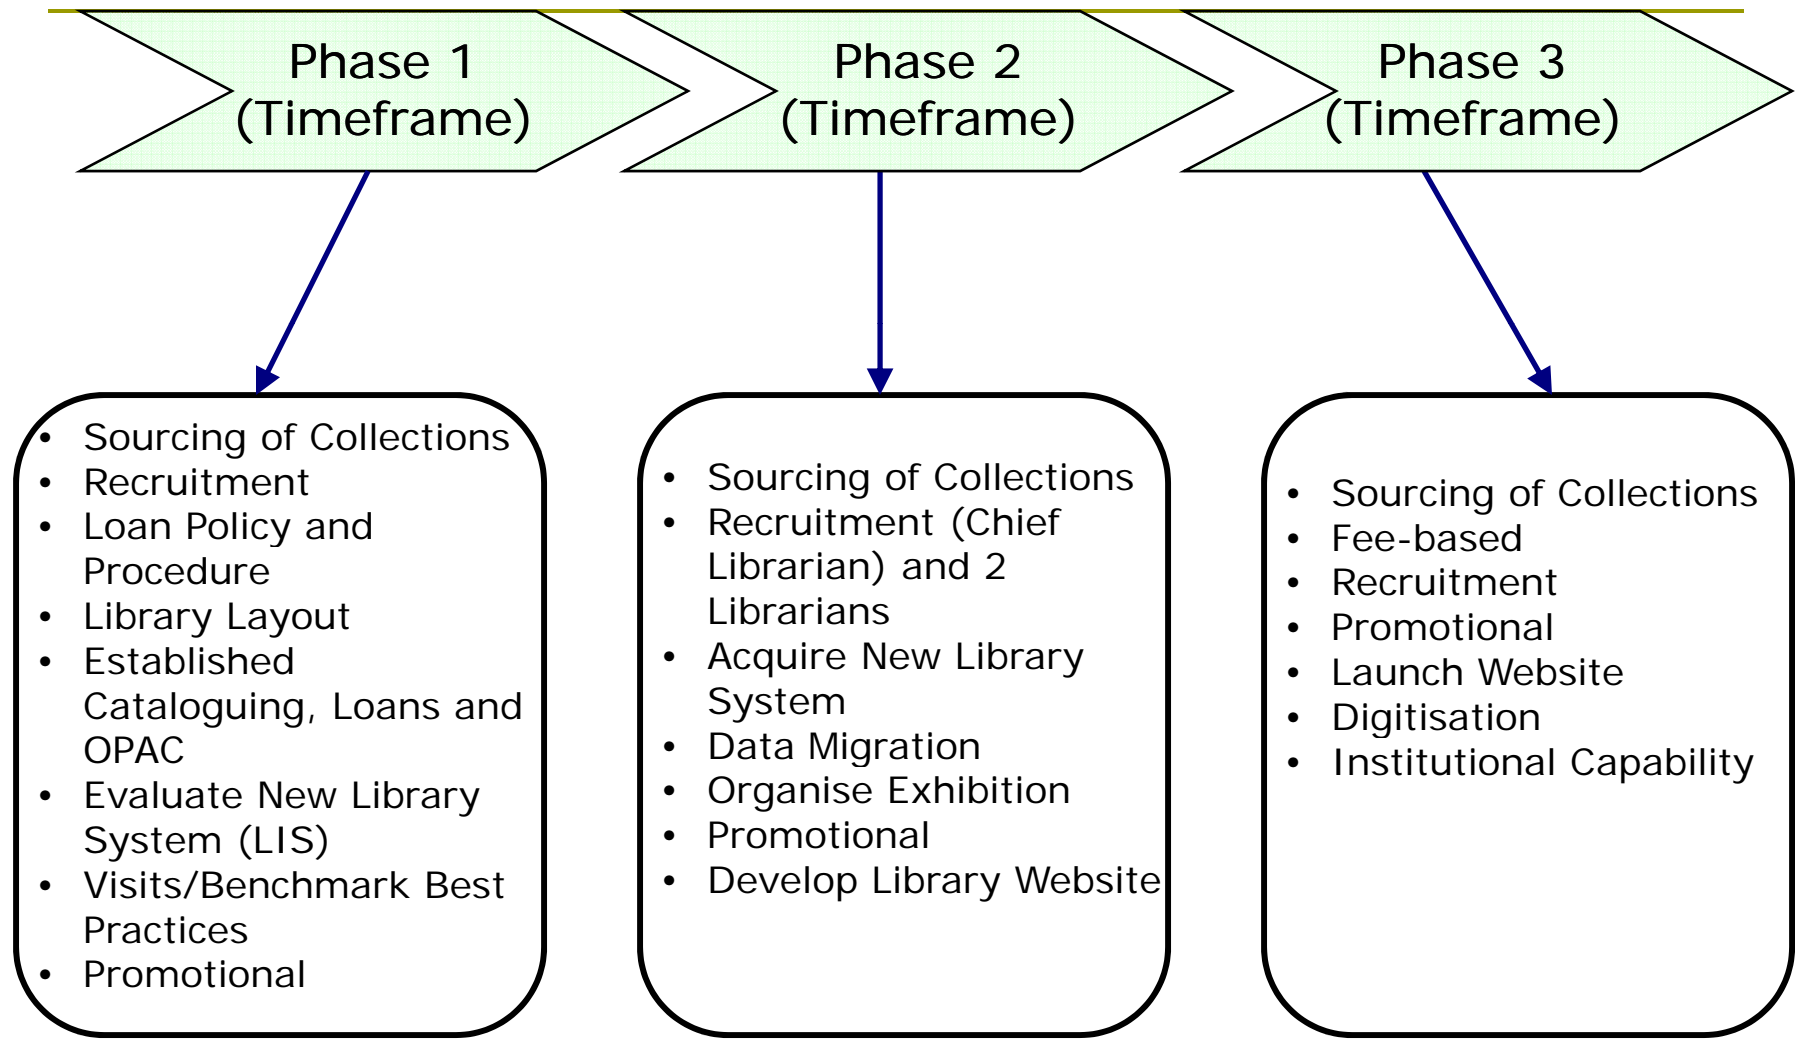 Phase 1
(Timeframe)
Phase 2
(Timeframe)
Phase 3
(Timeframe)
• Sourcing of Collections
• Recruitment
• Loan Policy and
Procedure
• Library Layout
• Established
Cataloguing, Loans and
OPAC
• Evaluate New Library
System (LIS)
• Visits/Benchmark Best
Practices
• Promotional
• Sourcing of Collections
• Recruitment (Chief
Librarian) and 2
Librarians
• Acquire New Library
System
• Data Migration
• Organise Exhibition
• Promotional
• Develop Library Website
• Sourcing of Collections
• Fee-based
• Recruitment
• Promotional
• Launch Website
• Digitisation
• Institutional Capability